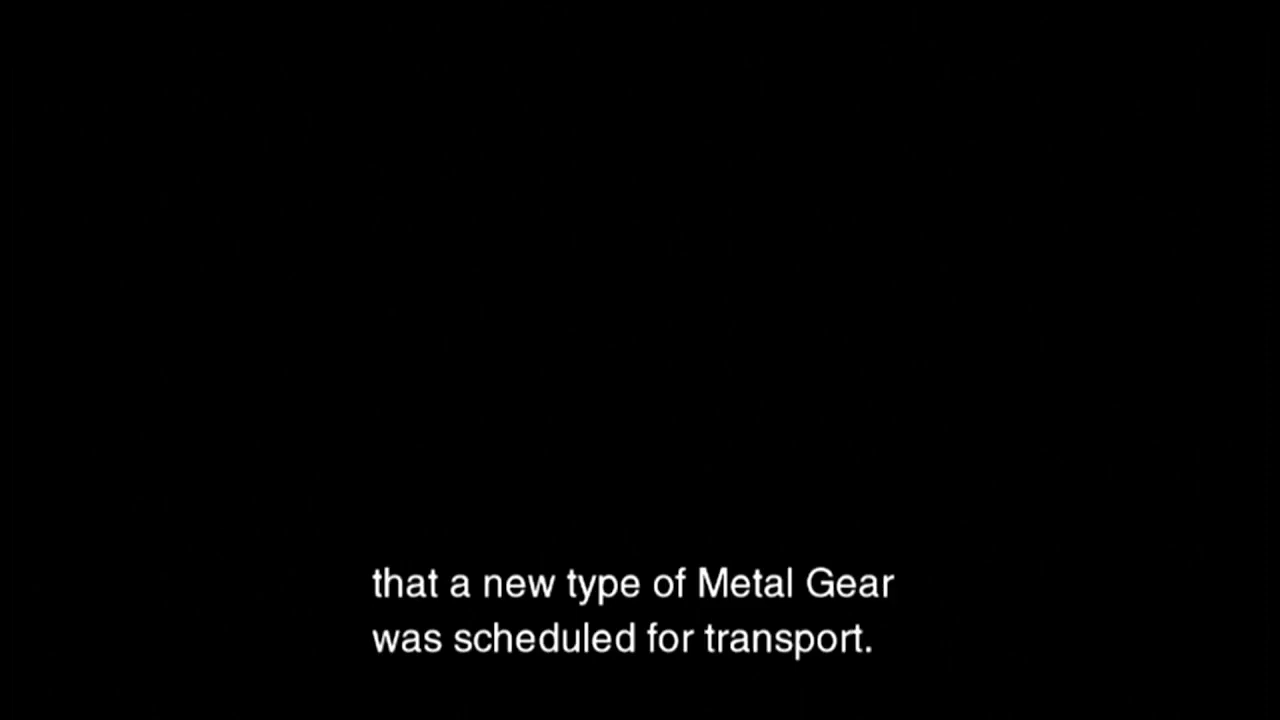 that a new type of Metal Gear
was scheduled for transport.